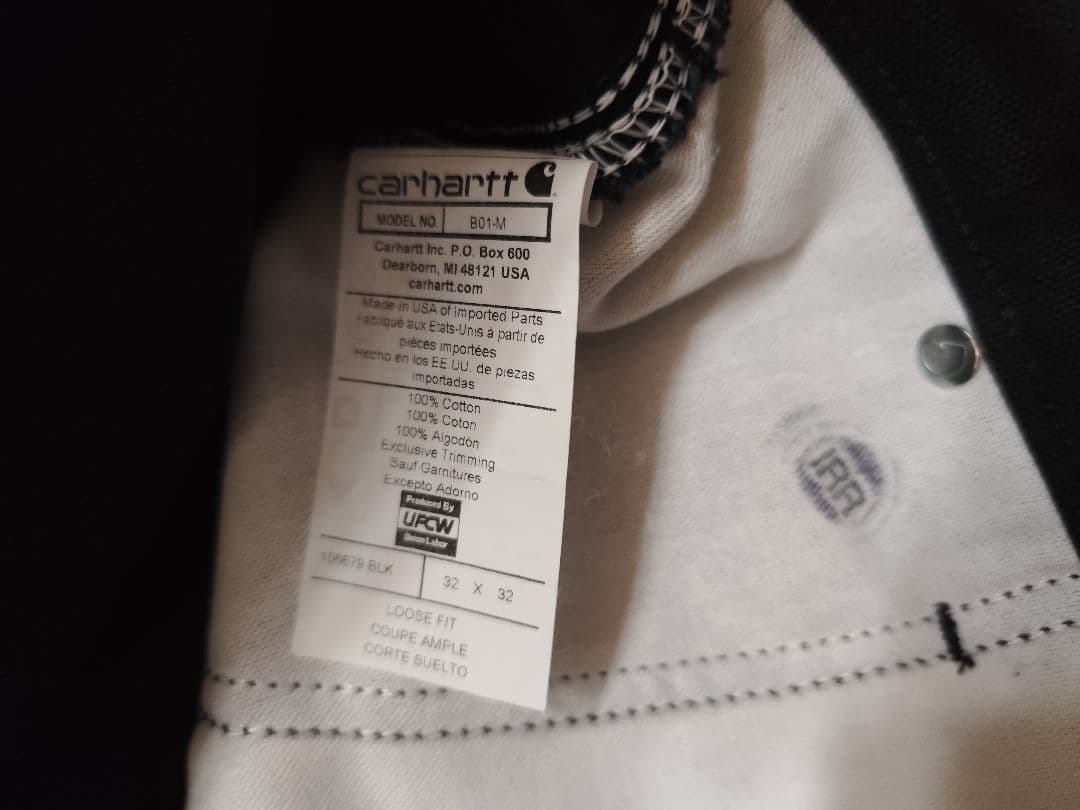 carhartt
MODEL NO. B01-M
Carhartt Inc. P.O. Box 600
Dearborn, MI 48121 USA
carhartt.com
Made in USA of Imported Parts
Fabriqué aux Etats-Unis à partir de
pièces importées
Hecho en los EE.UU. de piezas
importadas
100% Cotton
100% Coton
100% Algodón
Exclusive Trimming
Sauf Garnitures
Excepto Adorno
Produced By
UFCW
Union Labor
106679 BLK 32 X 32
LOOSE FIT
COUPE AMPLE
CORTE SUELTO